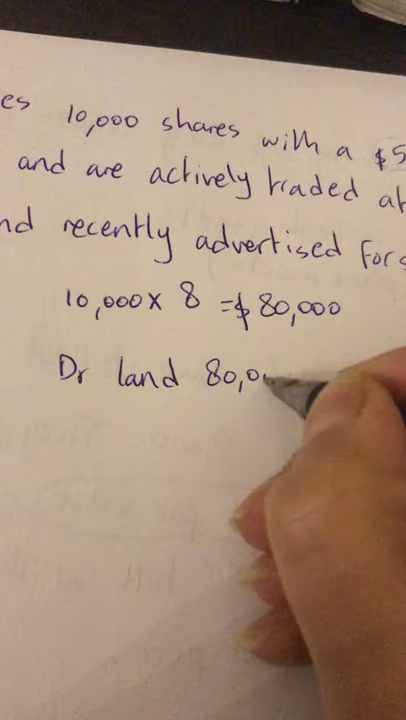 es 10,000 shares with a $5
and are actively traded at
nd recently advertised for s
10,000 x 8 = $80,000
Dr land 80,0